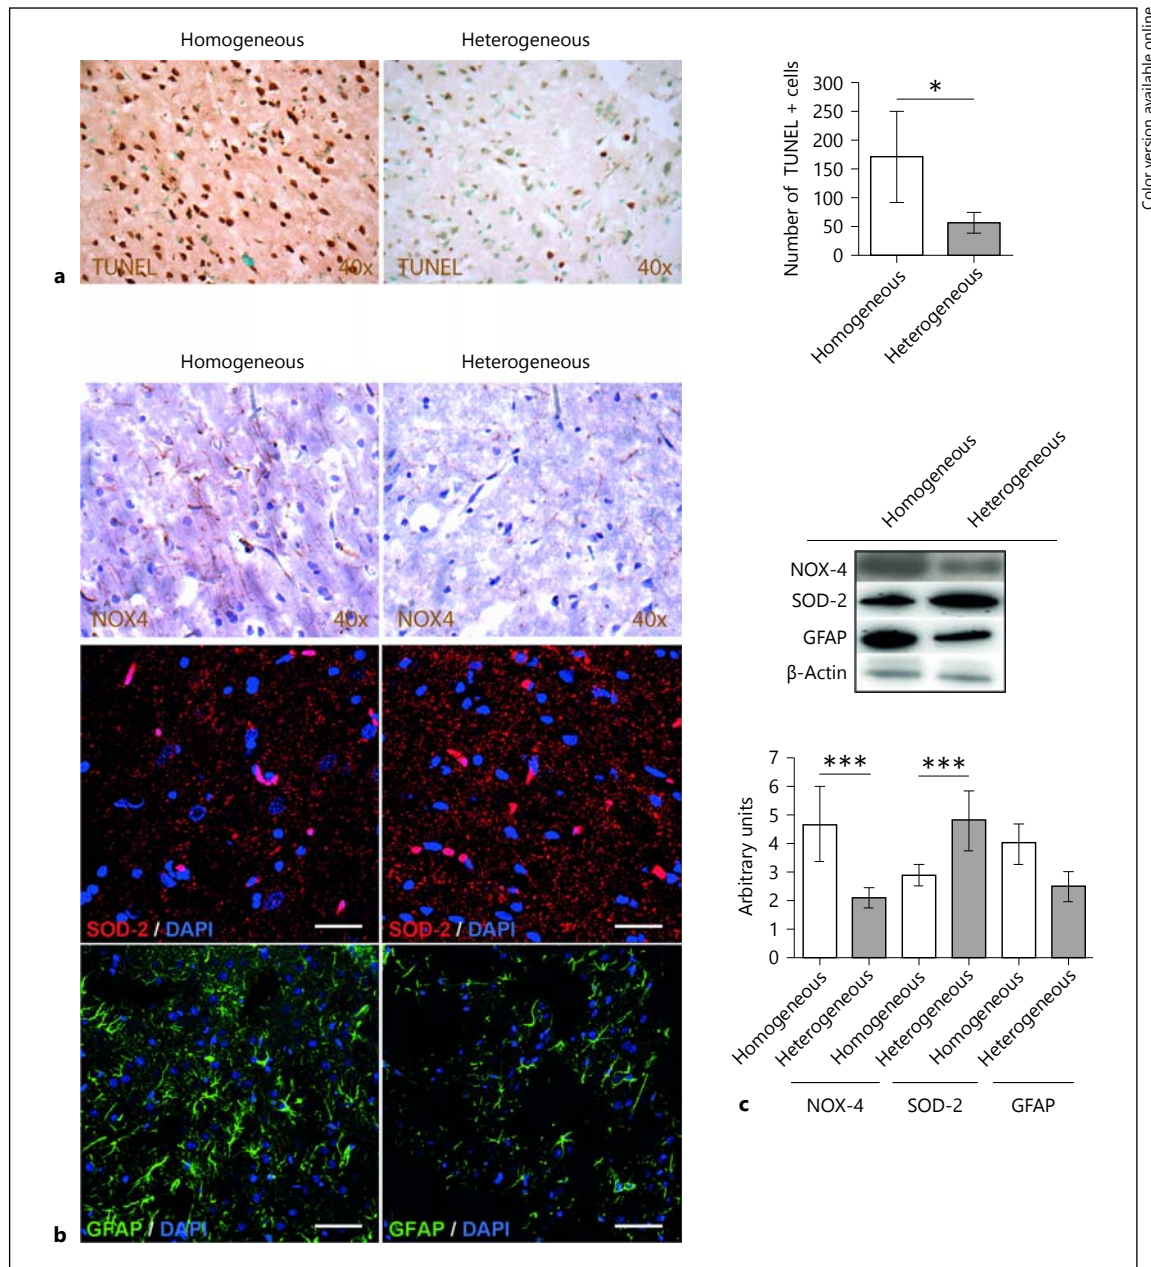 Color version available online
Homogeneous
Heterogeneous
TUNEL
40x
TUNEL
40x
a
Number of TUNEL + cells
300
250
200
150
100
50
0
*
Homogeneous
Heterogeneous
Homogeneous
Heterogeneous
NOX4
40x
NOX4
40x
SOD-2 / DAPI
SOD-2 / DAPI
GFAP / DAPI
GFAP / DAPI
b
Homogeneous
Heterogeneous
NOX-4
SOD-2
GFAP
β-Actin
Arbitrary units
7
6
5
4
3
2
1
0
***
***
Homogeneous
Heterogeneous
Homogeneous
Heterogeneous
Homogeneous
Heterogeneous
c
NOX-4
SOD-2
GFAP